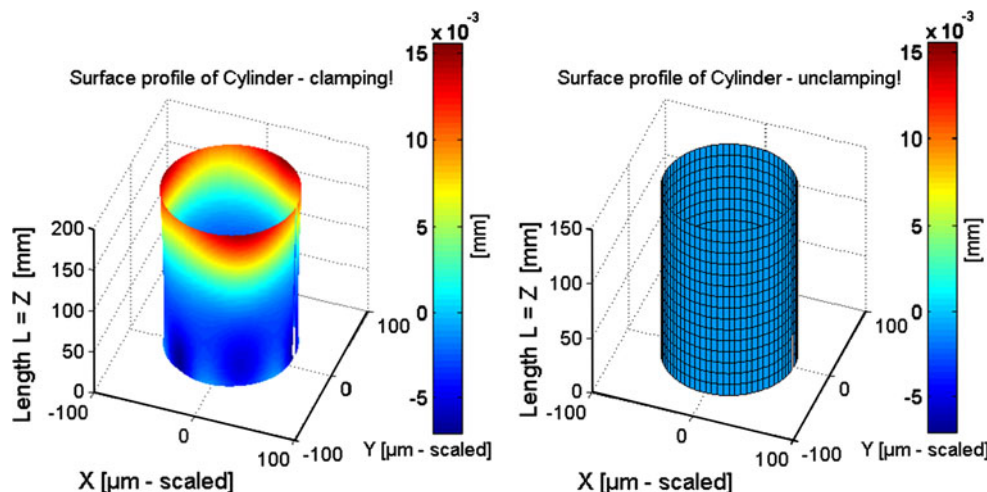 x 10-3
15
10
5
0
-5
[mm]
Surface profile of Cylinder - clamping!
Length L = Z [mm]
200
150
100
50
0
-100
0
100
-100
0
100
X [µm - scaled]
Y [µm - scaled]
x 10-3
15
10
5
0
-5
[mm]
Surface profile of Cylinder - unclamping!
Length L = Z [mm]
150
100
50
0
-100
0
100
-100
0
100
X [µm - scaled]
Y [µm - scaled]